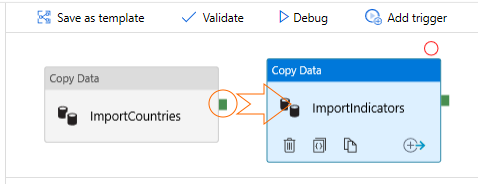 Save as template Validate Debug Add trigger
Copy Data
ImportCountries
Copy Data
ImportIndicators